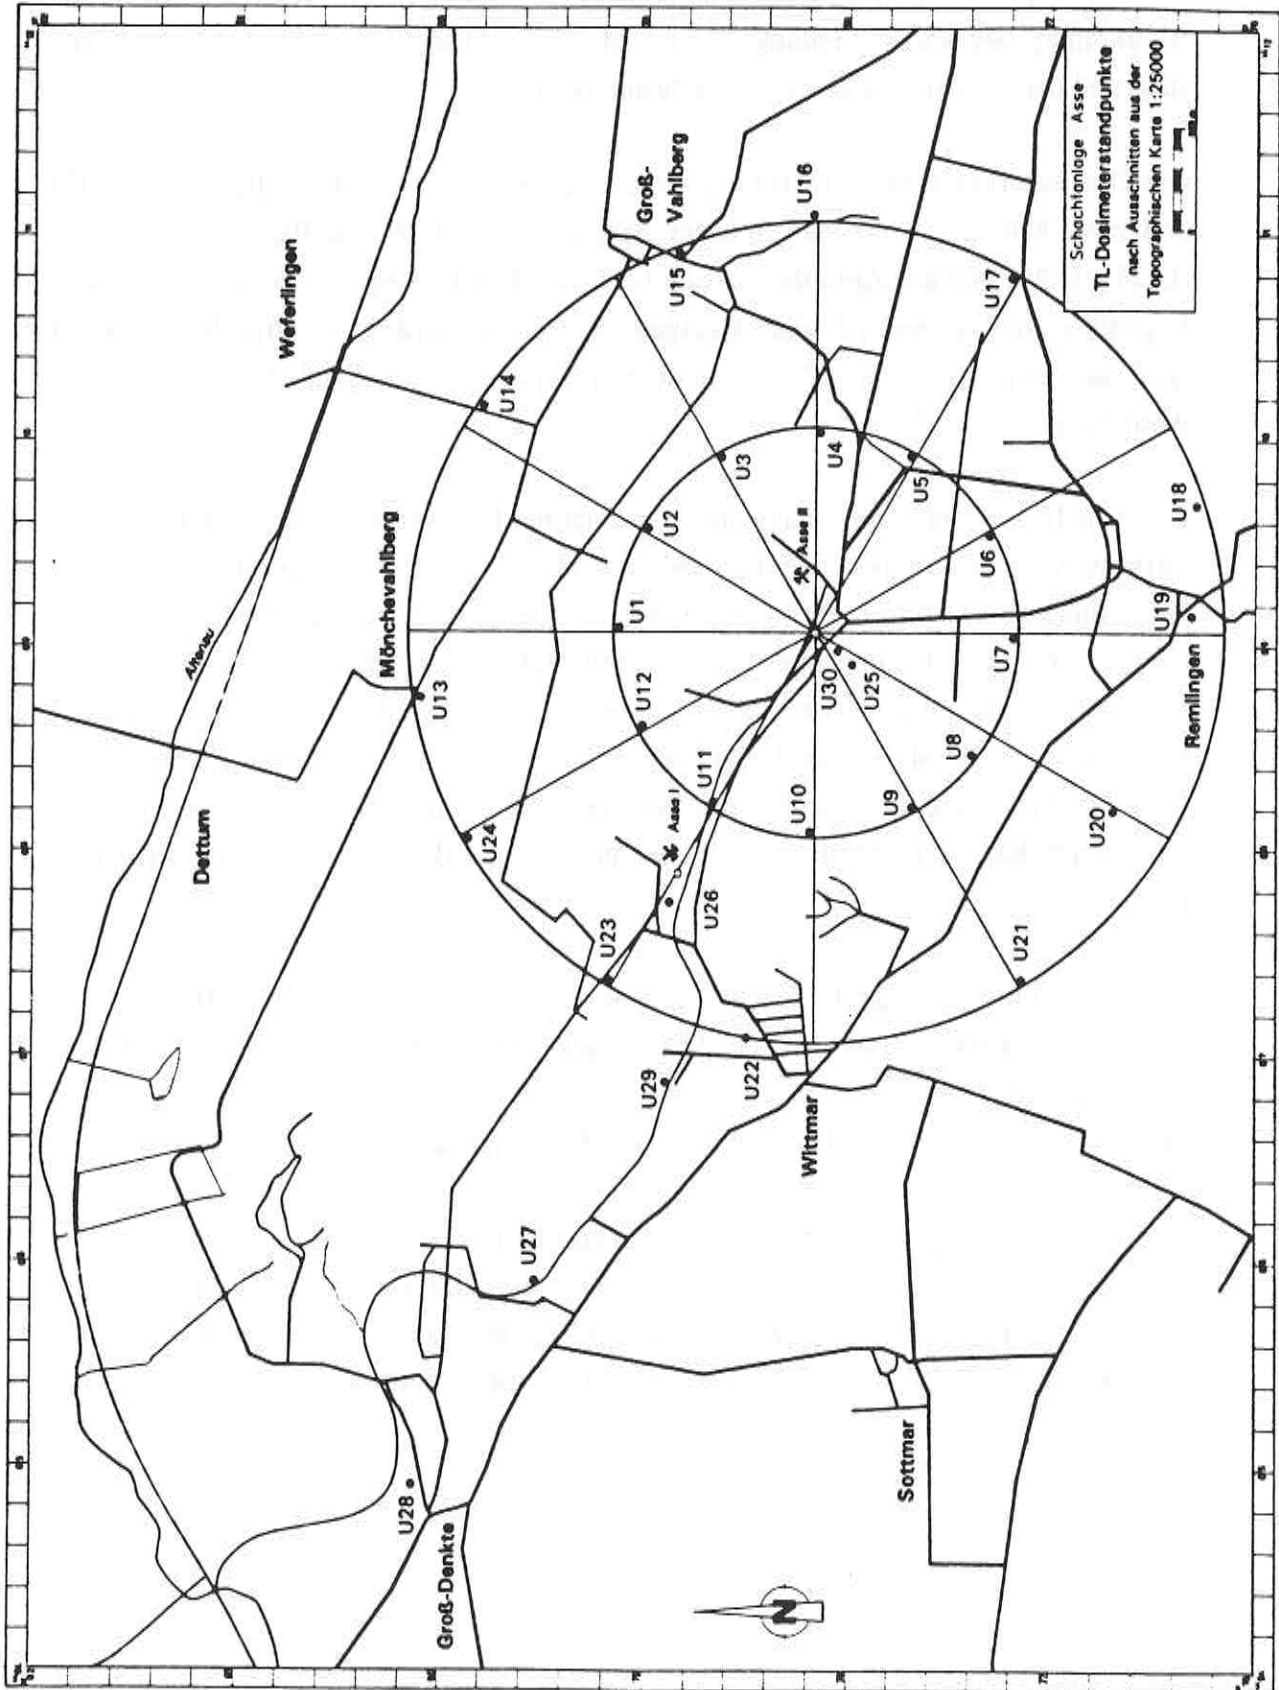 Weferlingen
Altenau
Mönchevahlberg
Dettum
Groß-
Vahlberg
U14
U15
U16
U17
U13
U24
U1
U2
U3
U4
U5
U6
U7
U8
U9
U10
U11
U12
Asse II
Asse I
U30
U25
U23
U26
U22
U29
U21
U20
U19
U18
Remlingen
Wittmar
U27
U28
Groß-Denkte
Sottmar
N
Schachtanlage Asse
TL-Dosimeterstandpunkte
nach Ausschnitten aus der
Topographischen Karte 1:25000